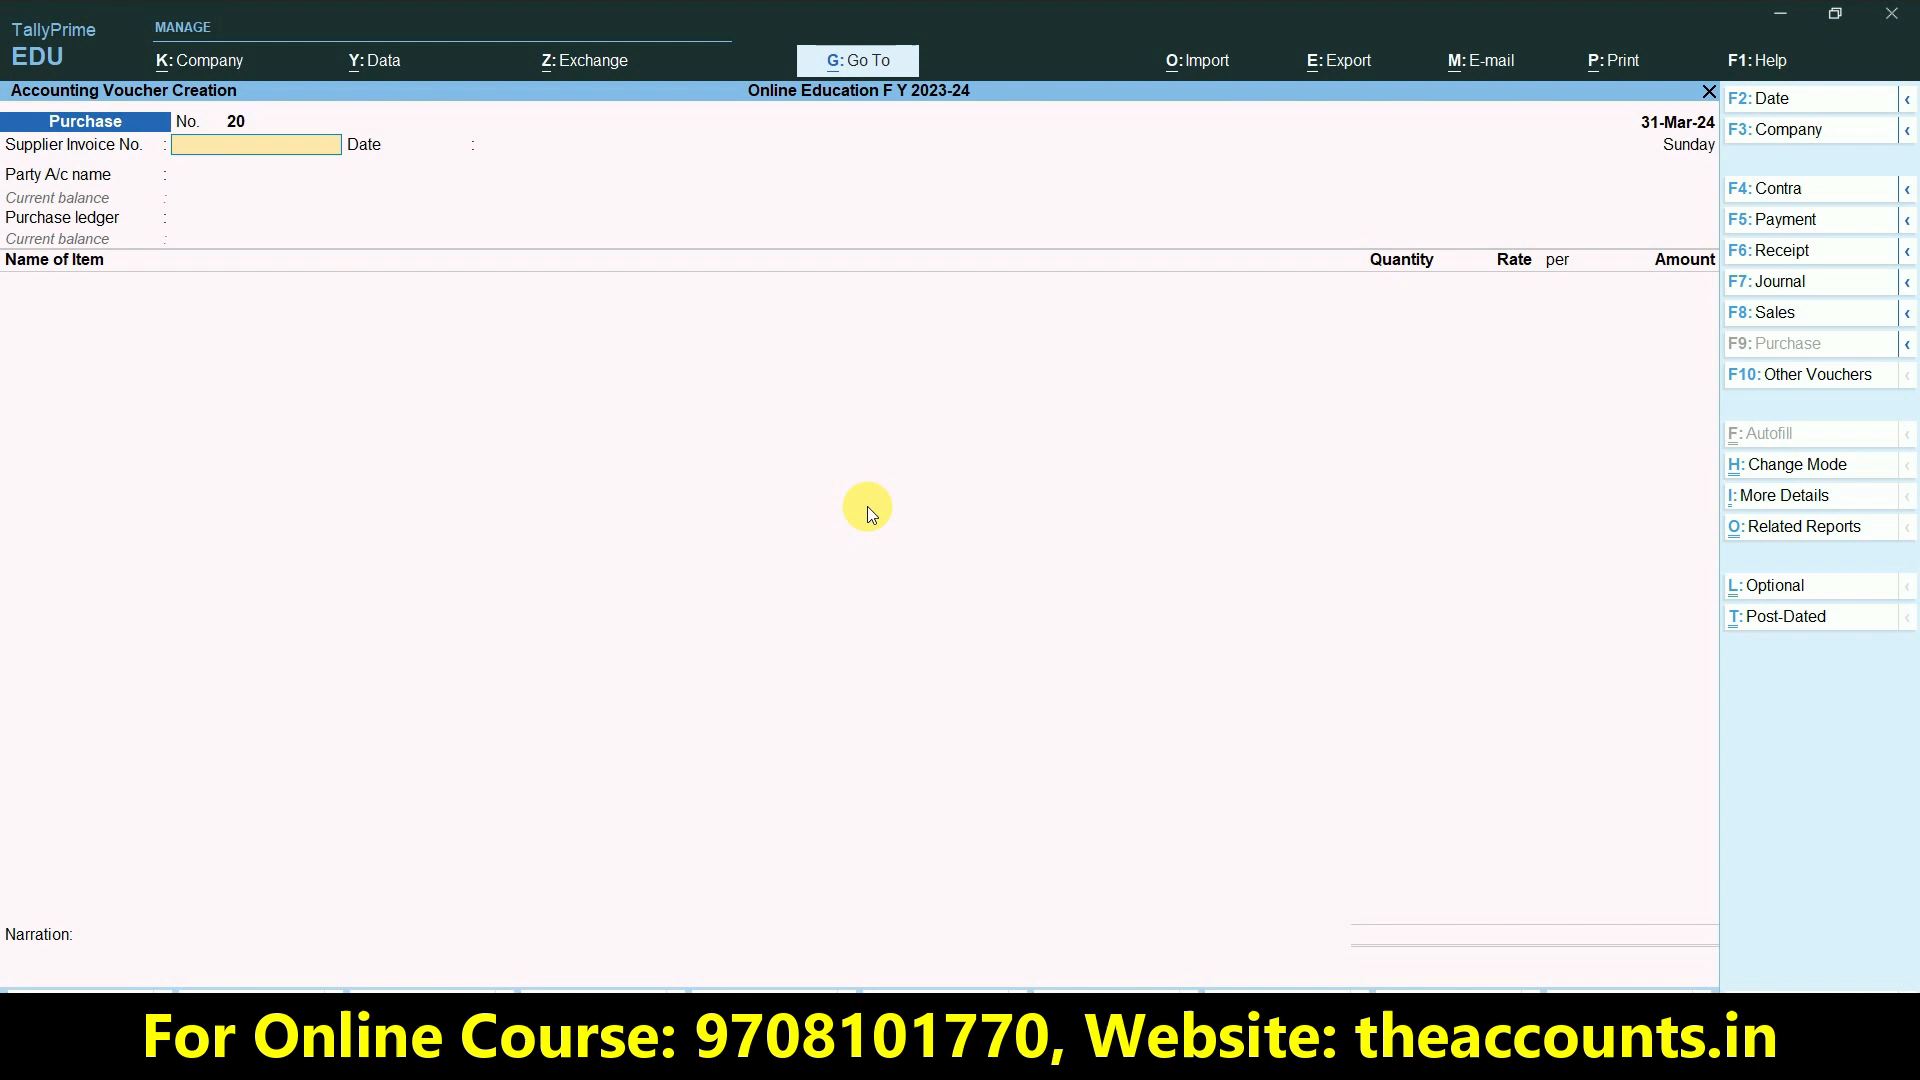 TallyPrime
EDU
MANAGE
K: Company
Y: Data
Z: Exchange
G: Go To
O: Import
E: Export
M: E-mail
P: Print
F1: Help
Accounting Voucher Creation
Online Education F Y 2023-24
Purchase No. 20
31-Mar-24
Supplier Invoice No. :
Date :
Sunday
Party A/c name :
Current balance :
Purchase ledger :
Current balance :
Name of Item
Quantity Rate per Amount
Narration:
F2: Date
F3: Company
F4: Contra
F5: Payment
F6: Receipt
F7: Journal
F8: Sales
F9: Purchase
F10: Other Vouchers
F: Autofill
H: Change Mode
I: More Details
O: Related Reports
L: Optional
T: Post-Dated
For Online Course: 9708101770, Website: theaccounts.in